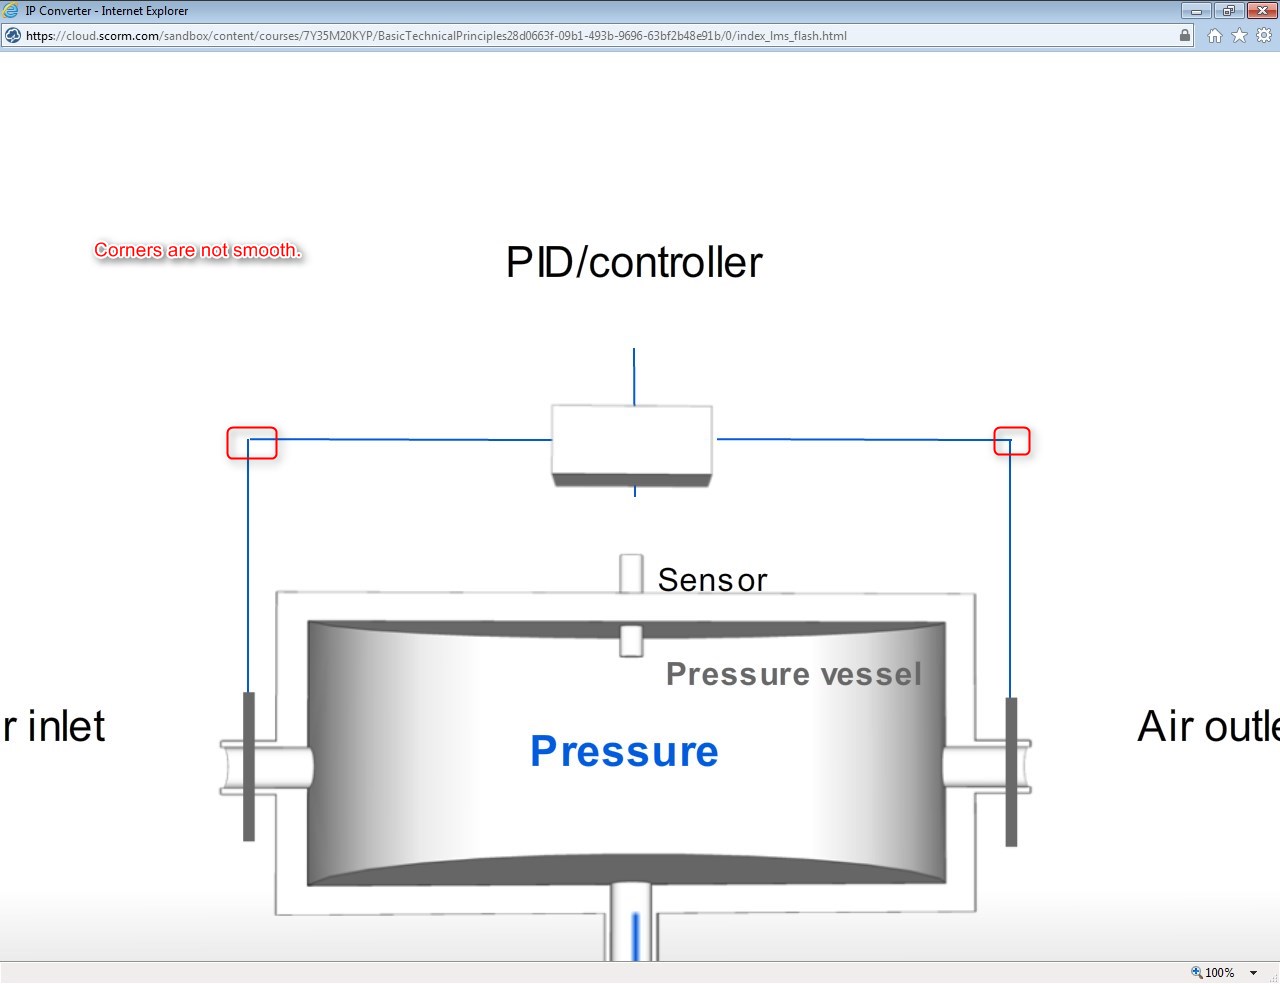 IP Converter - Internet Explorer
https://cloud.scorm.com/sandbox/content/courses/7Y35M20KYP/BasicTechnicalPrinciples28d0663f-09b1-493b-9696-63bf2b48e91b/0/index_lms_flash.html
Corners are not smooth.
PID/controller
Sensor
Pressure vessel
r inlet
Pressure
Air outle
100%